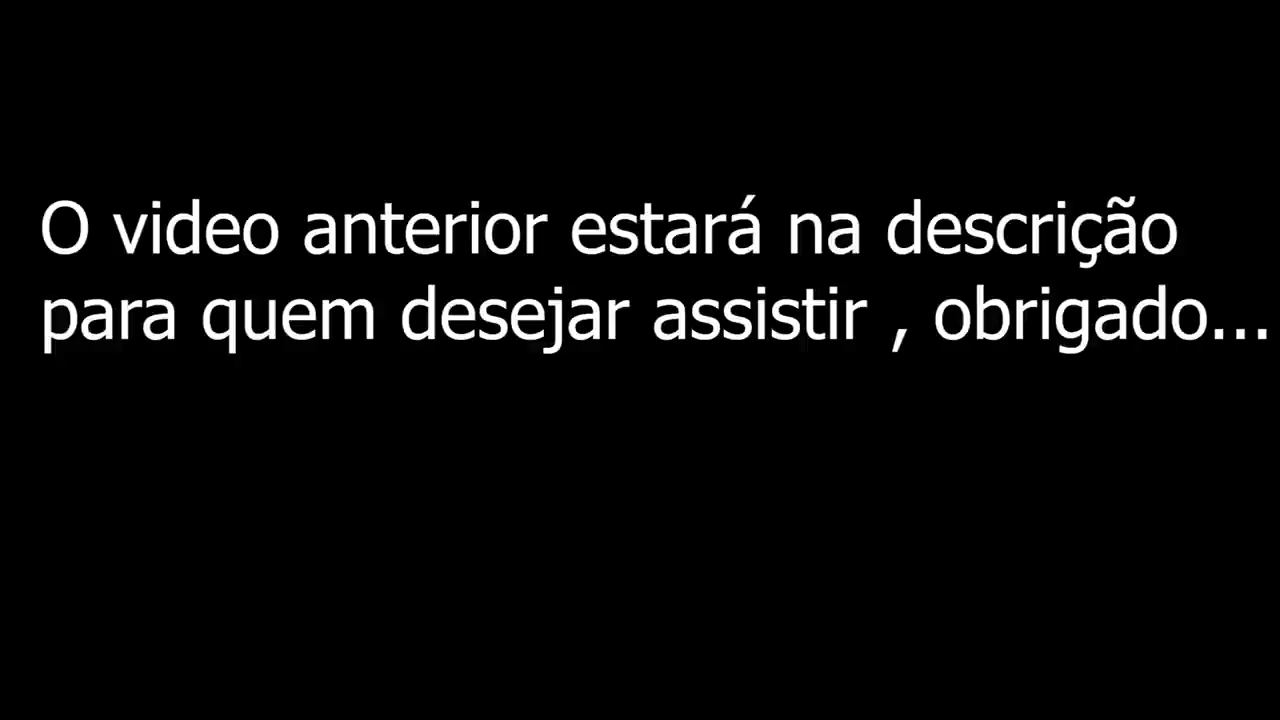 O video anterior estará na descrição
para quem desejar assistir , obrigado...